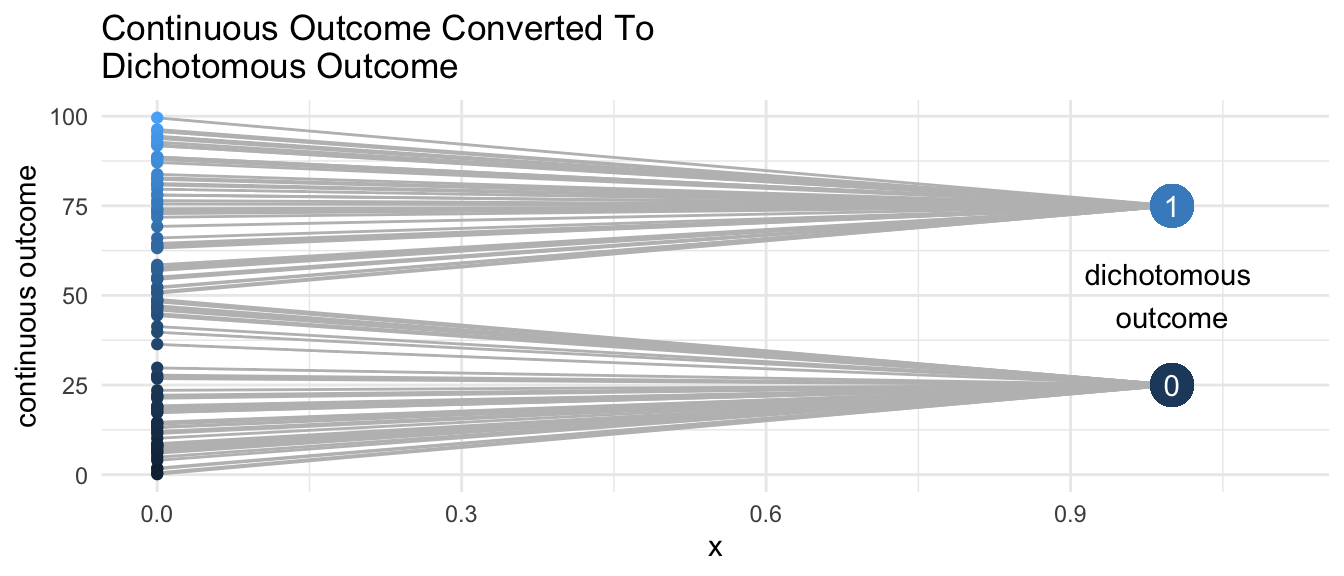 Continuous Outcome Converted To
Dichotomous Outcome
continuous outcome
100
75
50
25
0
1
dichotomous
outcome
0
0.0 0.3 0.6 0.9
x